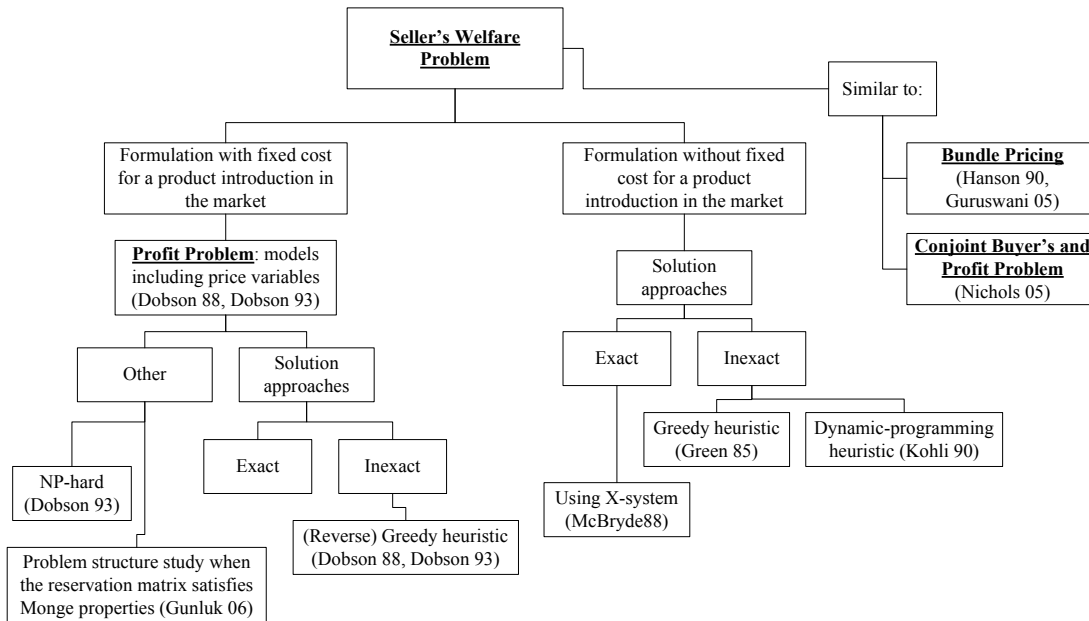 Seller's Welfare
Problem
Similar to:
Formulation with fixed cost
for a product introduction in
the market
Formulation without fixed
cost for a product
introduction in the market
Bundle Pricing
(Hanson 90,
Guruswani 05)
Conjoint Buyer's and
Profit Problem
(Nichols 05)
Profit Problem: models
including price variables
(Dobson 88, Dobson 93)
Solution
approaches
Other
Solution
approaches
Exact
Inexact
Greedy heuristic
(Green 85)
Dynamic-programming
heuristic (Kohli 90)
Exact
Inexact
NP-hard
(Dobson 93)
Using X-system
(McBryde88)
(Reverse) Greedy heuristic
(Dobson 88, Dobson 93)
Problem structure study when
the reservation matrix satisfies
Monge properties (Gunluk 06)